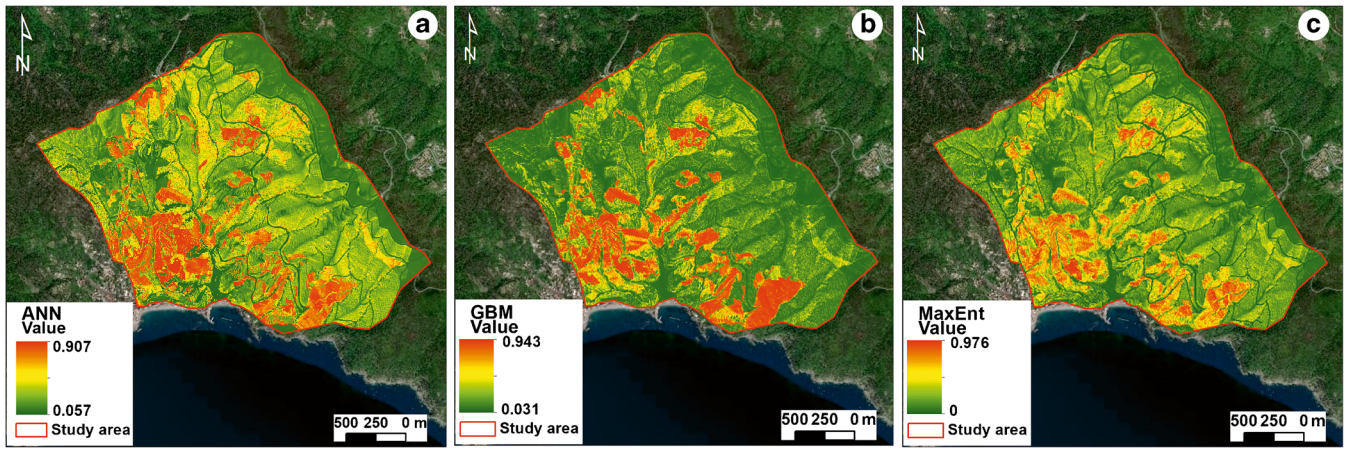 a
N
ANN
Value
0.907
0.057
Study area
500 250 0 m
b
N
GBM
Value
0.943
0.031
Study area
500 250 0 m
c
N
MaxEnt
Value
0.976
0
Study area
500 250 0 m